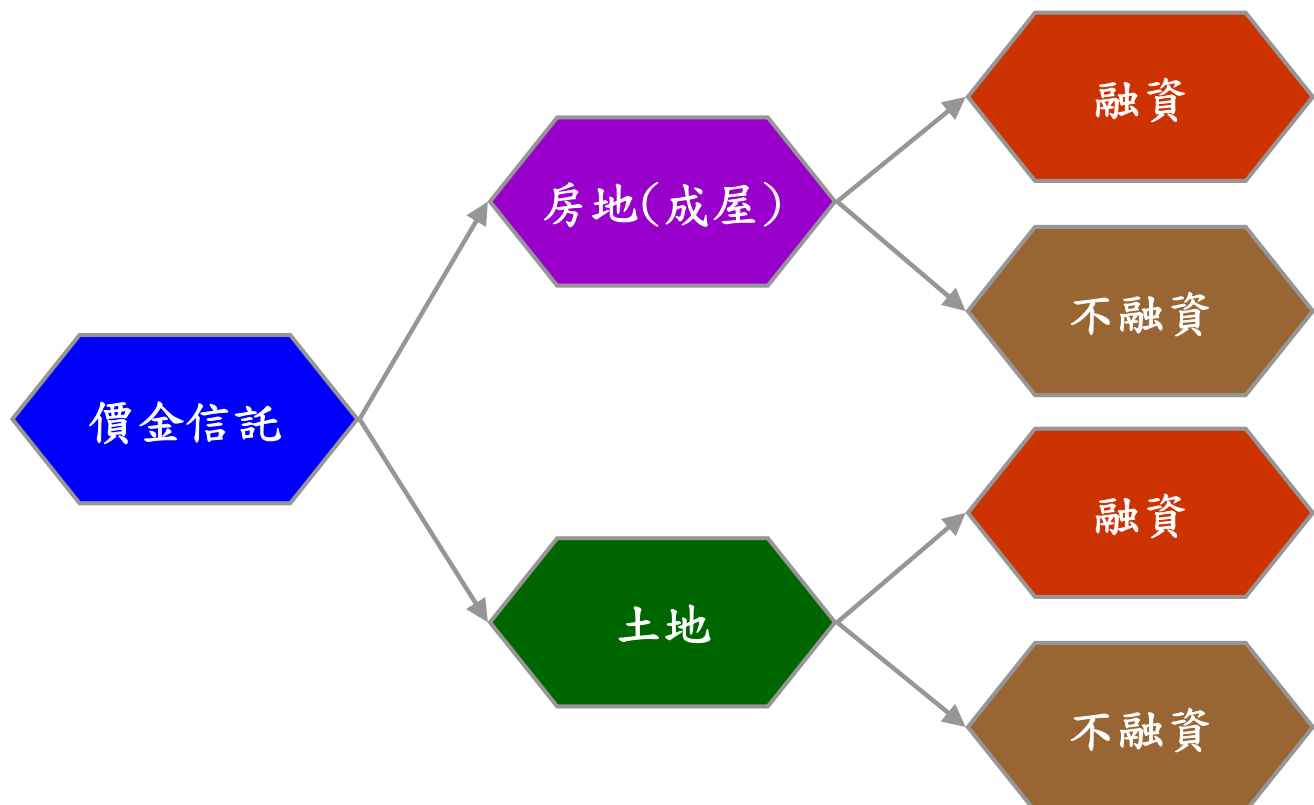 價金信託
房地(成屋)
融資
不融資
土地
融資
不融資